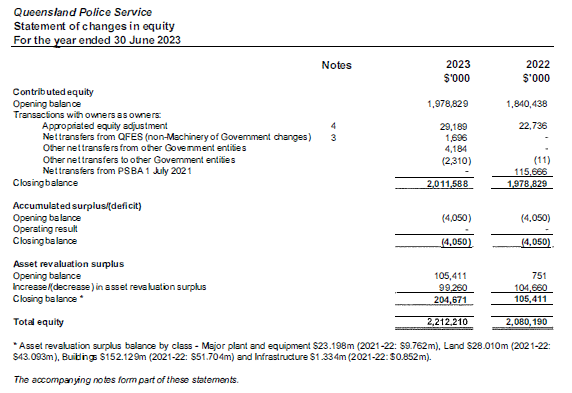 Queensland Police Service
Statement of changes in equity
For the year ended 30 June 2023
Notes 2023 2022
$'000 $'000
Contributed equity
Opening balance 1,978,829 1,840,438
Transactions with owners as owners:
Appropriated equity adjustment 4 29,189 22,736
Net transfers from QFES (non-Machinery of Government changes) 3 1,696 -
Other net transfers from other Government entities 4,184 -
Other net transfers to other Government entities (2,310) (11)
Net transfers from PSBA 1 July 2021 - 115,666
Closing balance 2,011,588 1,978,829
Accumulated surplus/(deficit)
Opening balance (4,050) (4,050)
Operating result - -
Closing balance (4,050) (4,050)
Asset revaluation surplus
Opening balance 105,411 751
Increase/(decrease) in asset revaluation surplus 99,260 104,660
Closing balance * 204,671 105,411
Total equity 2,212,210 2,080,190
* Asset revaluation surplus balance by class - Major plant and equipment $23.198m (2021-22: $9.762m), Land $28.010m (2021-22:
$43.093m), Buildings $152.129m (2021-22: $51.704m) and Infrastructure $1.334m (2021-22: $0.852m).
The accompanying notes form part of these statements.